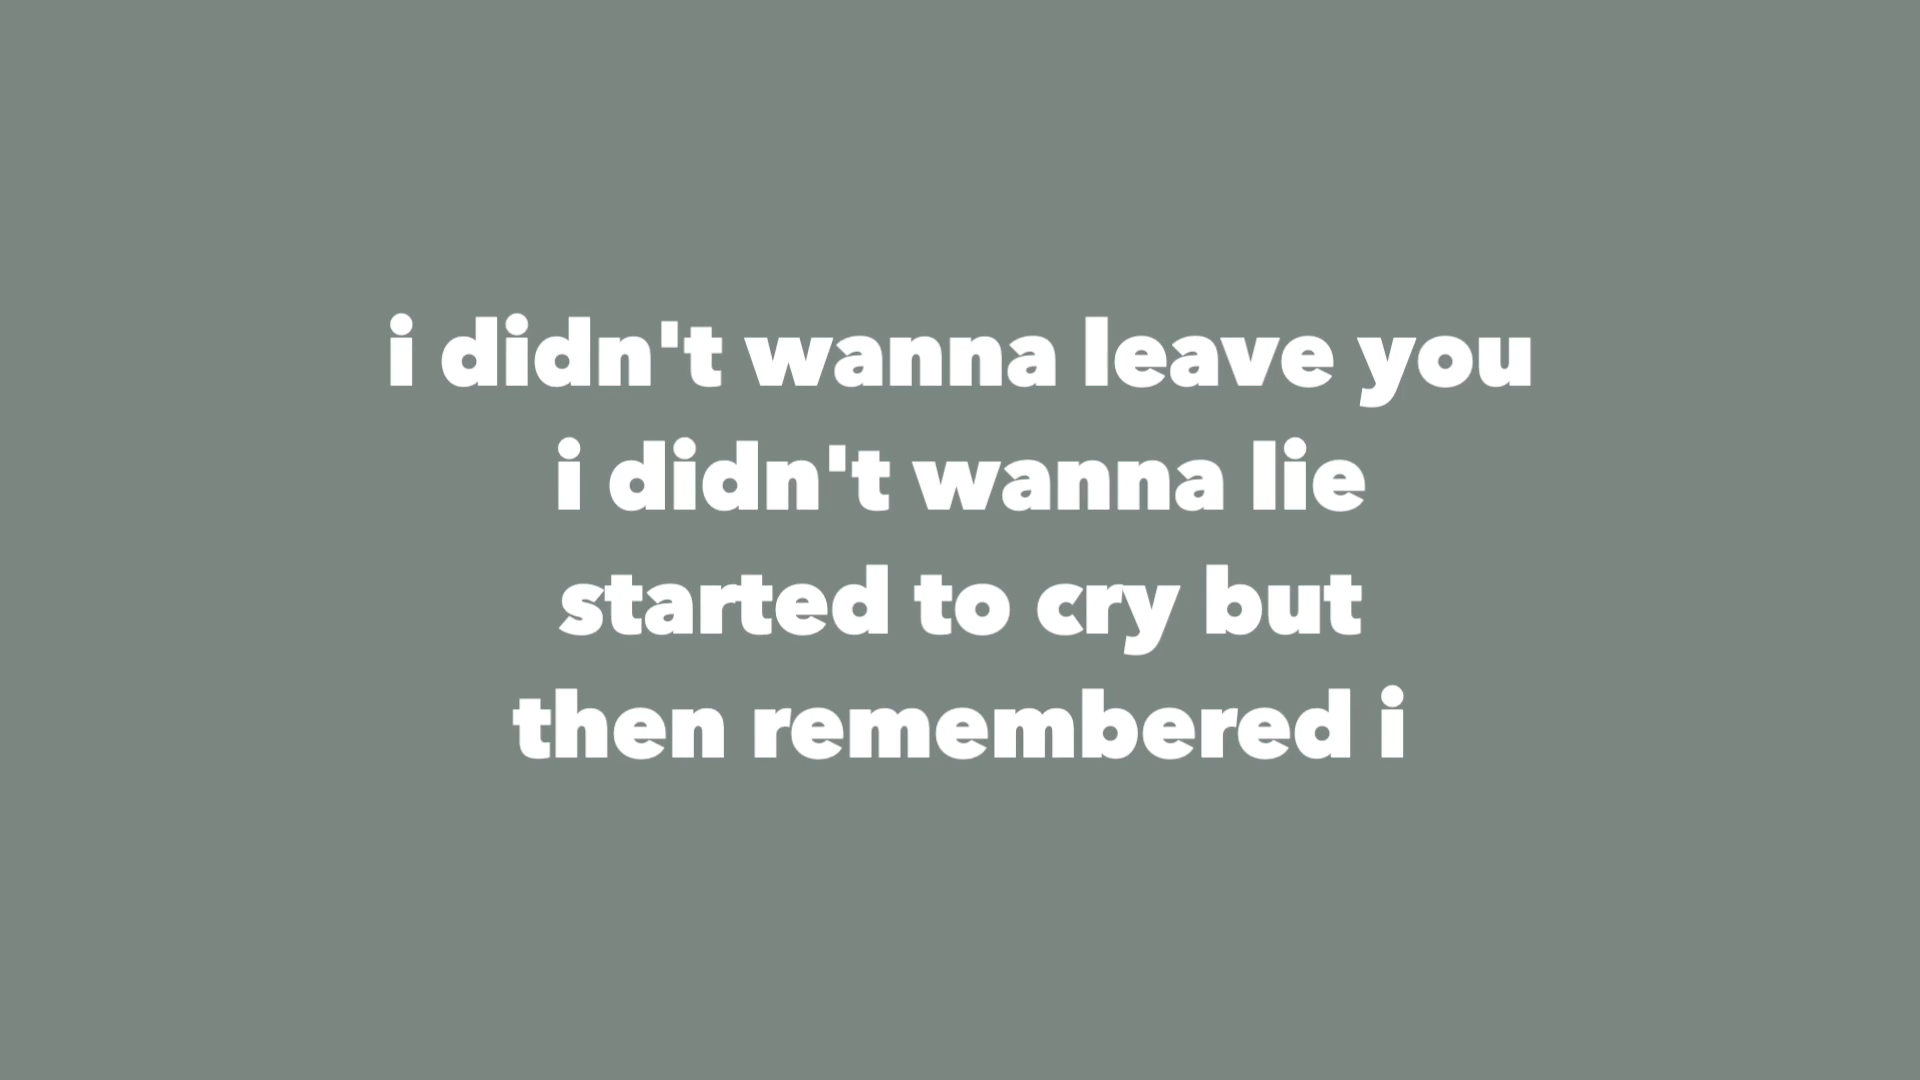 i didn't wanna leave you
i didn't wanna lie
started to cry but
then remembered i